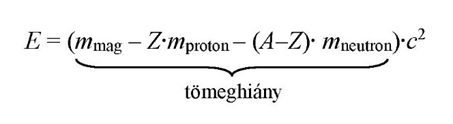 E = (m_mag – Z·m_proton – (A–Z)· m_neutron)·c²
tömeghiány